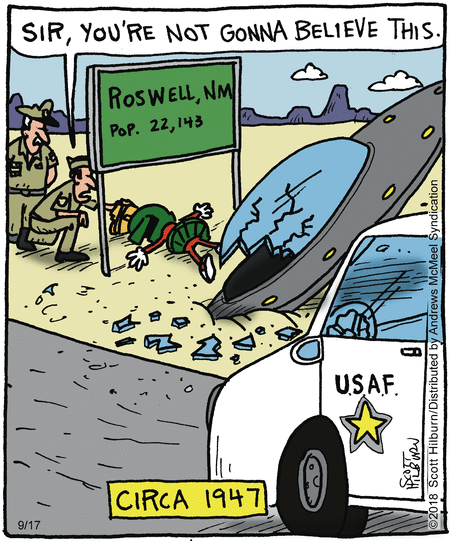 SIR, YOU'RE NOT GONNA BELIEVE THIS.
ROSWELL, NM
POP. 22,143
U.S.A.F.
SCOTT
HILBURN
CIRCA 1947
9/17
©2018 Scott Hilburn/Distributed by Andrews McMeel Syndication